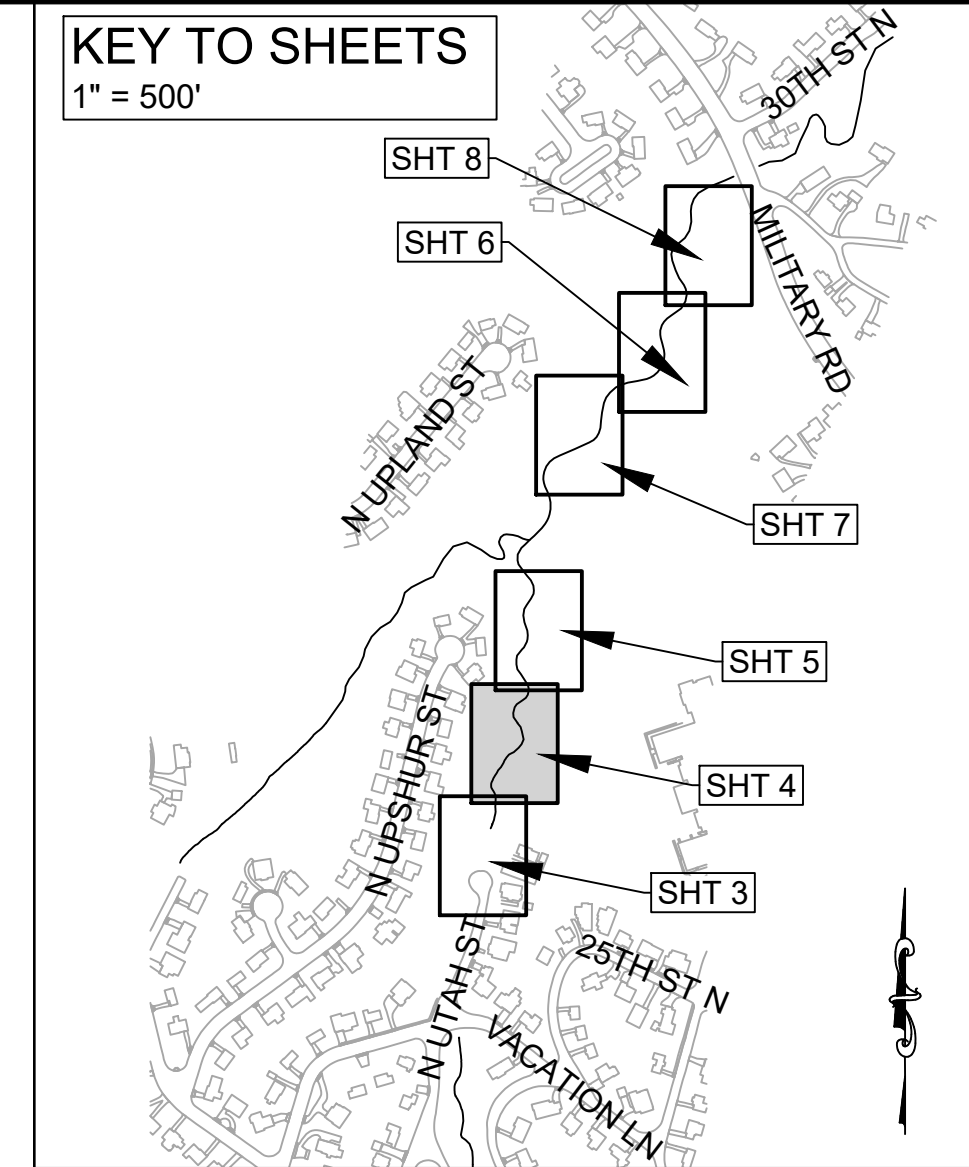 KEY TO SHEETS
1" = 500'
30TH ST N
SHT 8
SHT 6
MILITARY RD
N UPLAND ST
SHT 7
SHT 5
N UPSHUR ST
SHT 4
SHT 3
25TH ST N
N UTAH ST
VACATION LN